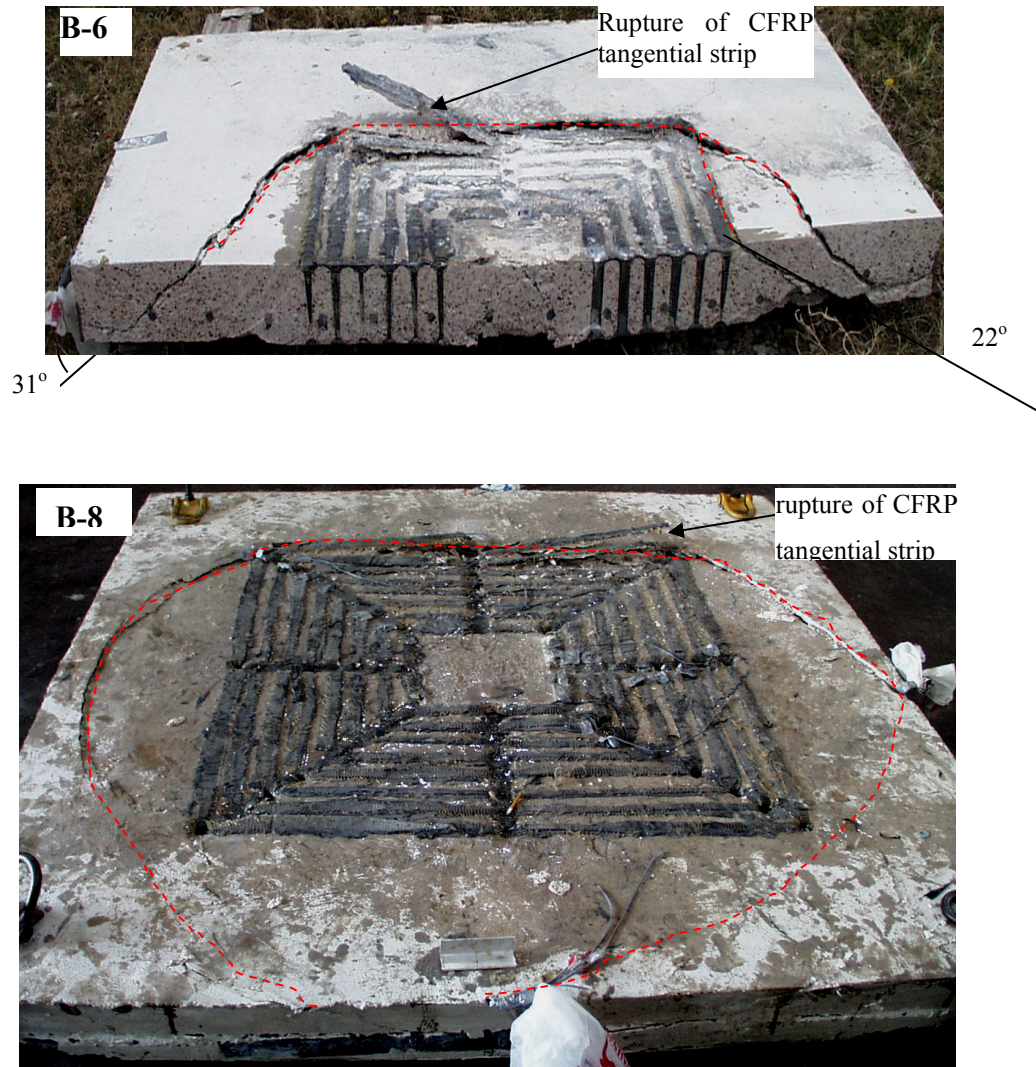 B-6
Rupture of CFRP
tangential strip
22º
31º
B-8
rupture of CFRP
tangential strip